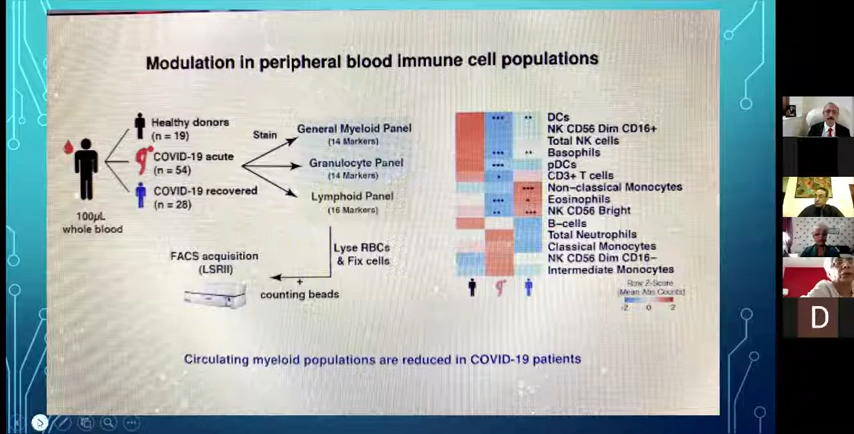 Modulation in peripheral blood immune cell populations
Healthy donors
(n = 19)
COVID-19 acute
(n = 54)
COVID-19 recovered
(n = 28)
100µL
whole blood
Stain
General Myeloid Panel
(14 Markers)
Granulocyte Panel
(14 Markers)
Lymphoid Panel
(16 Markers)
Lyse RBCs
& Fix cells
FACS acquisition
(LSRII)
+
counting beads
DCs
NK CD56 Dim CD16+
Total NK cells
Basophils
pDCs
CD3+ T cells
Non-classical Monocytes
Eosinophils
NK CD56 Bright
B-cells
Total Neutrophils
Classical Monocytes
NK CD56 Dim CD16-
Intermediate Monocytes
Row Z-Score
(Mean Abs Counts)
-2 0 2
Circulating myeloid populations are reduced in COVID-19 patients
D